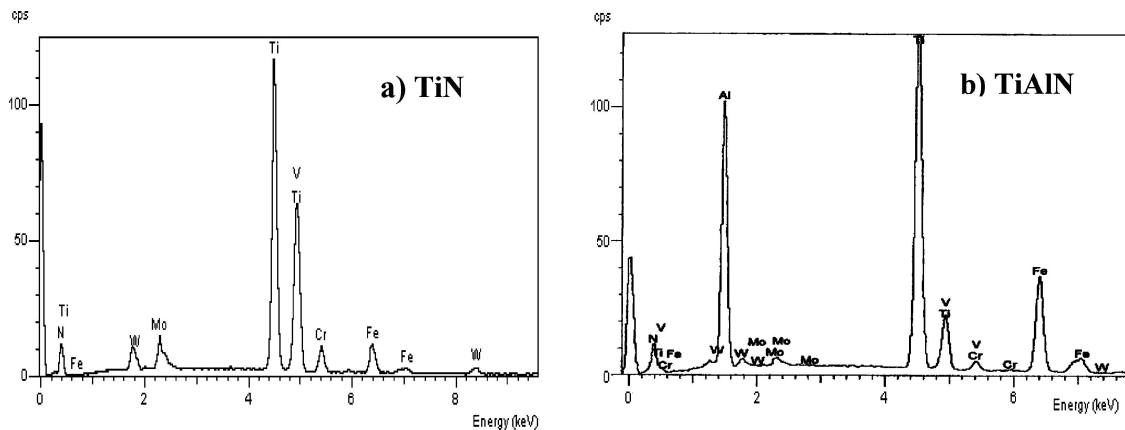 cps
Ti
a) TiN
100
V
Ti
50
Ti
N
Fe
W
Mo
Cr
Fe
Fe
W
0
0
2
4
6
8
Energy (keV)
cps
Ti
b) TiAlN
Al
100
50
Fe
V
Ti
V
N
Ti Fe
Cr
W
W
Mo
W
Mo
Mo
Mo
V
Cr
Cr
Fe
W
0
0
2
4
6
Energy (keV)